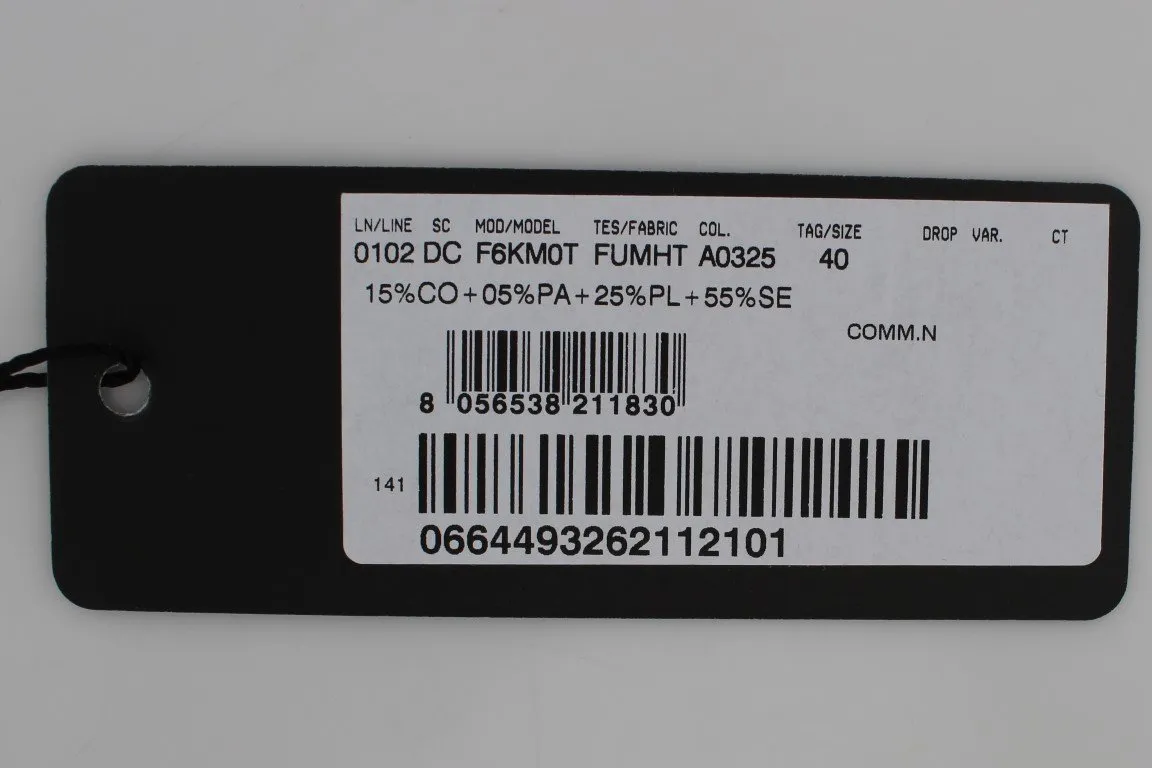 LN/LINE SC MOD/MODEL TES/FABRIC COL. TAG/SIZE DROP VAR. CT
0102 DC F6KM0T FUMHT A0325 40
15%CO+05%PA+25%PL+55%SE
COMM.N
8 056538 211830
141
0664493262112101